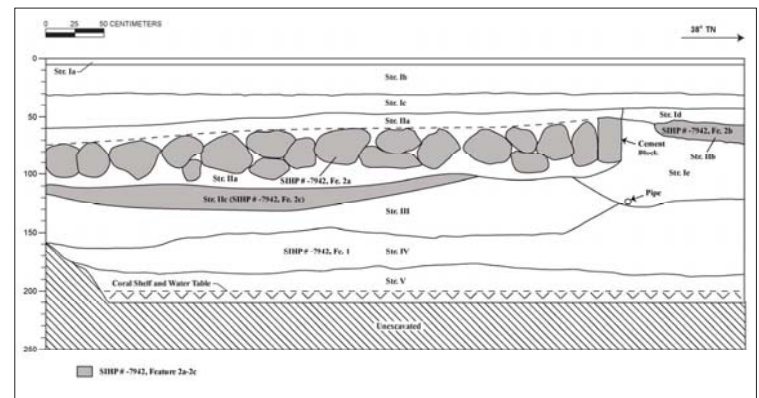 0 25 50 CENTIMETERS
38° TN
0
50
100
150
200
250
Str. Ia
Str. Ib
Str. Ic
Str. Id
Str. IIa
SIHP # -7942, Fe. 2b
Cement Block
Str. IIb
Str. IIa
SIHP # -7942, Fe. 2a
Str. Ie
Str. IIc (SIHP # -7942, Fe. 2c)
Pipe
Str. III
SIHP # -7942, Fe. 1
Str. IV
Coral Shelf and Water Table
Str. V
Unexcavated
SIHP # -7942, Feature 2a-2c